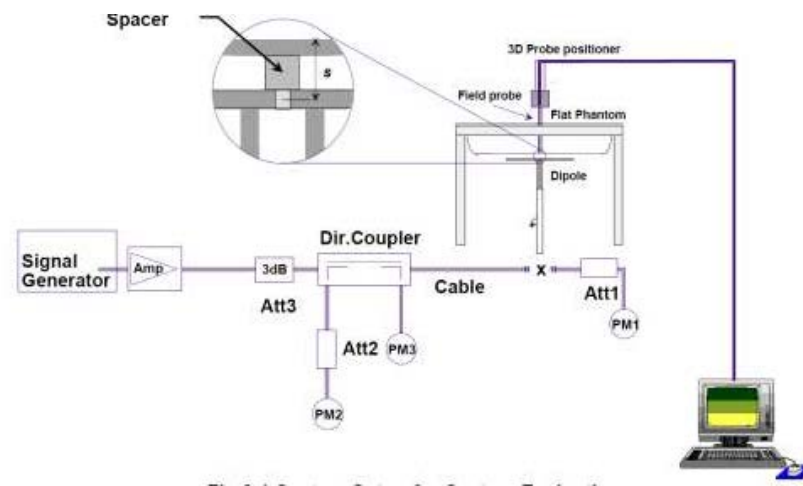 Spacer
s
3D Probe positioner
Field probe
Flat Phantom
Dipole
Signal
Generator
Amp
3dB
Att3
Dir.Coupler
Cable
x
Att1
PM1
Att2
PM3
PM2